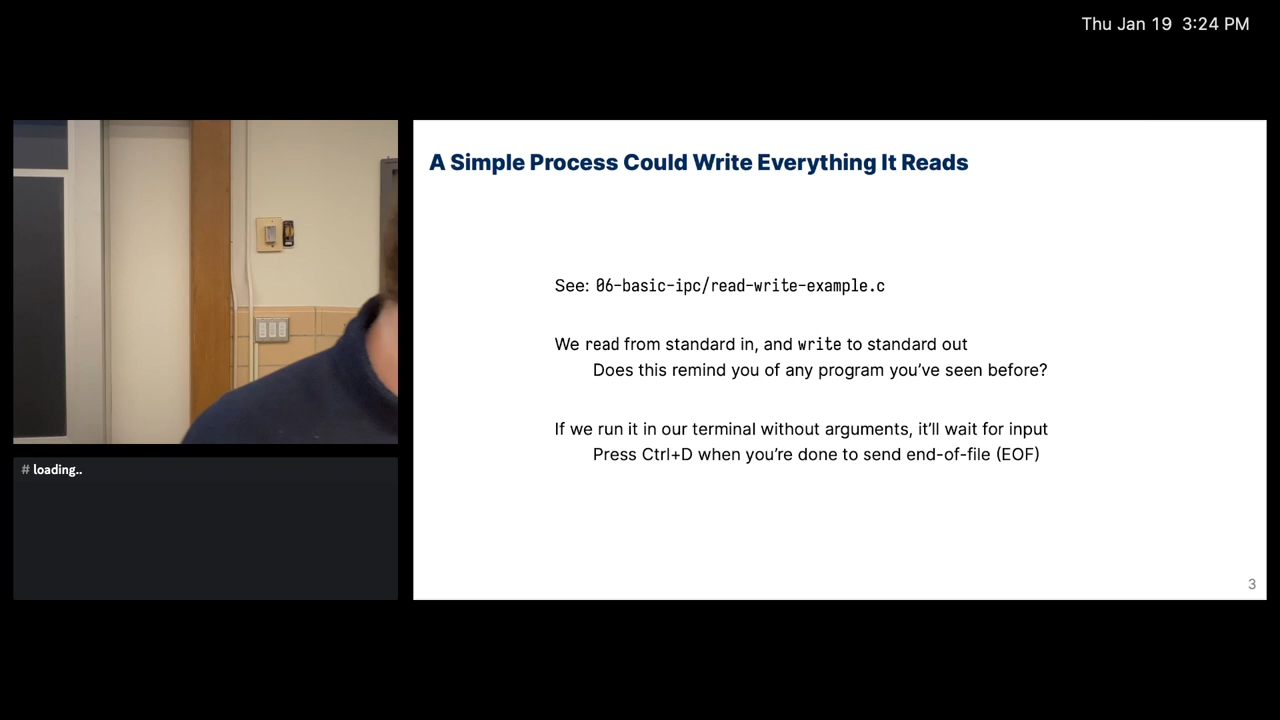 Thu Jan 19 3:24 PM
A Simple Process Could Write Everything It Reads
See: 06-basic-ipc/read-write-example.c
We read from standard in, and write to standard out
Does this remind you of any program you’ve seen before?
If we run it in our terminal without arguments, it’ll wait for input
Press Ctrl+D when you’re done to send end-of-file (EOF)
# loading..
3